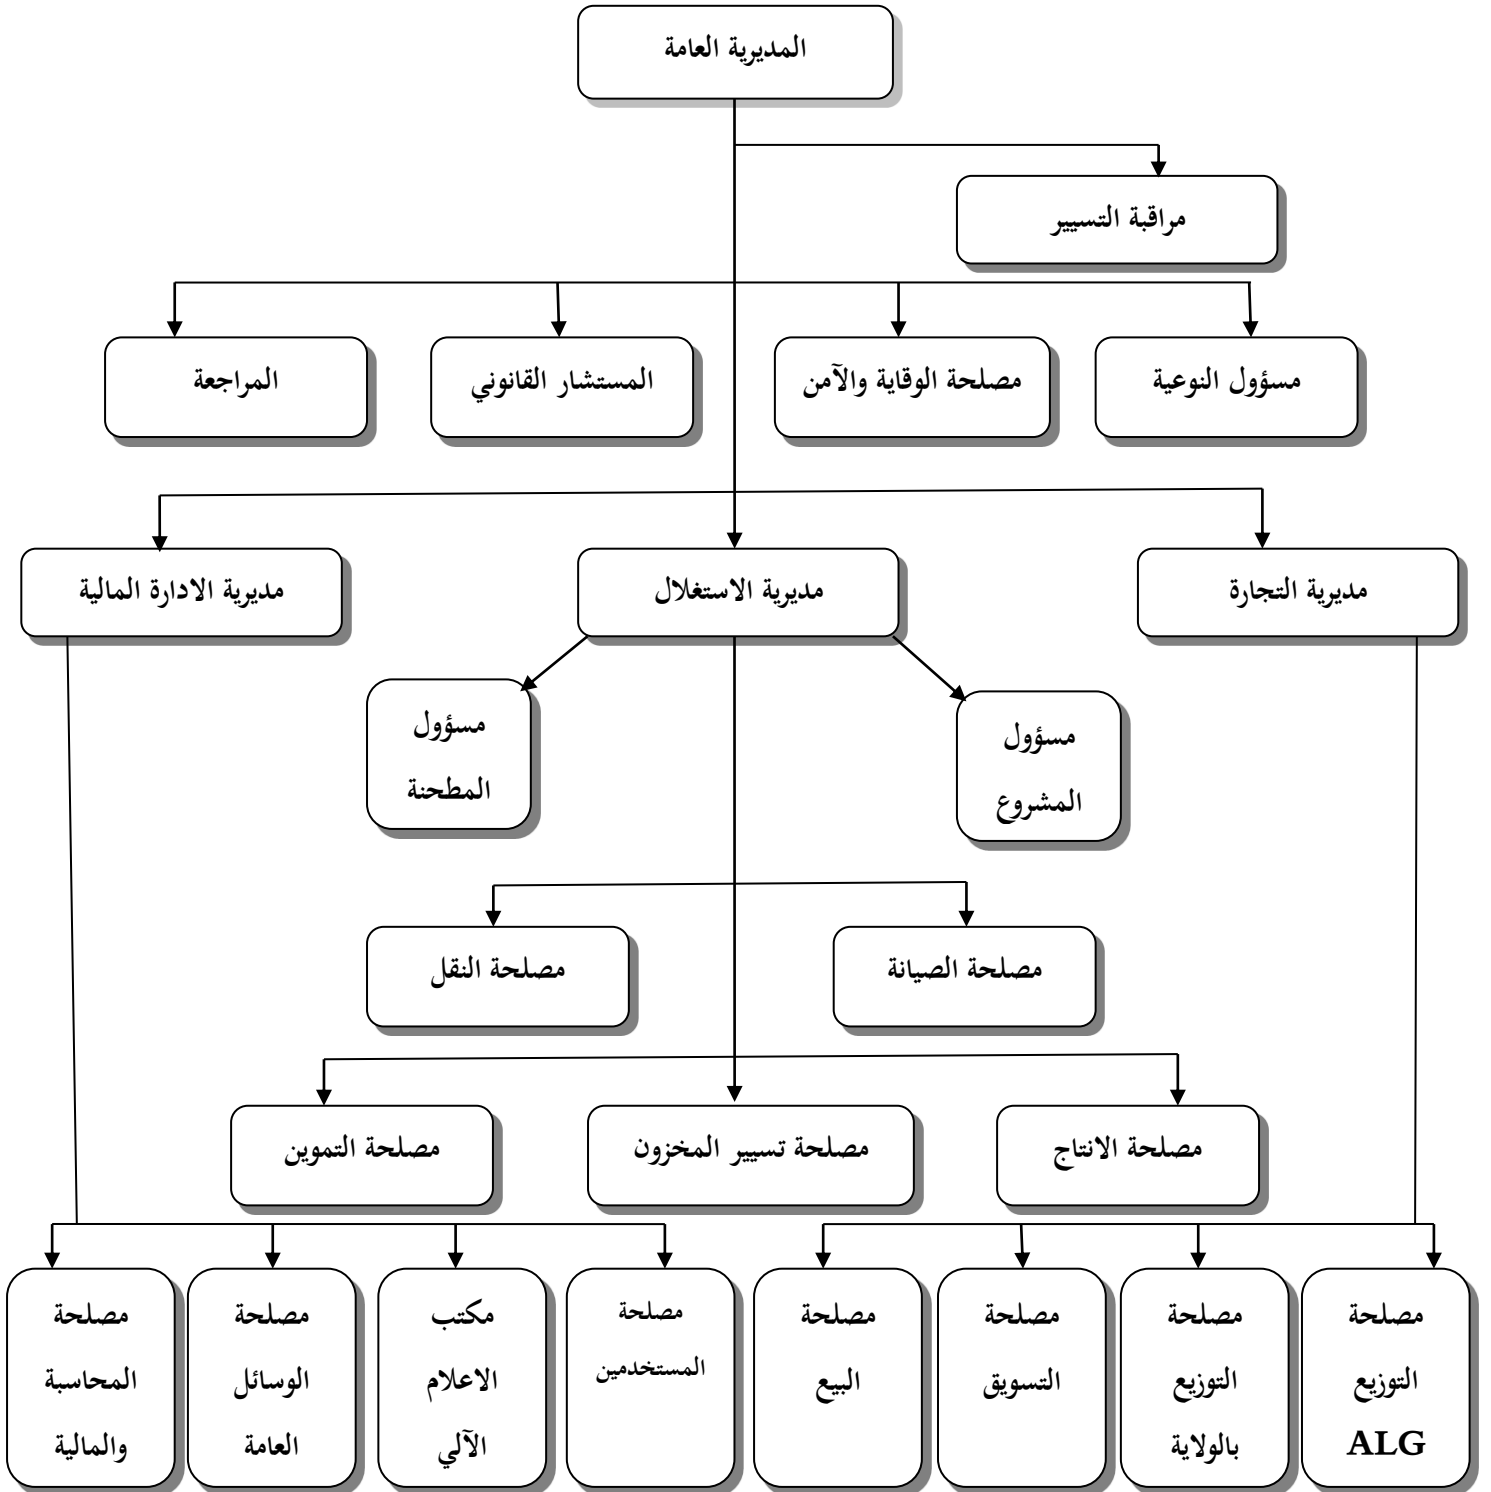 المديرية العامة
مراقبة التسيير
مسؤول النوعية
مصلحة الوقاية والآمن
المستشار القانوني
المراجعة
مديرية التجارة
مديرية الاستغلال
مديرية الادارة المالية
مسؤول
المشروع
مسؤول
المطحنة
مصلحة الصيانة
مصلحة النقل
مصلحة الانتاج
مصلحة تسيير المخزون
مصلحة التموين
مصلحة
التوزيع
ALG
مصلحة
التوزيع
بالولاية
مصلحة
التسويق
مصلحة
البيع
مصلحة
المستخدمين
مكتب
الاعلام
الآلي
مصلحة
الوسائل
العامة
مصلحة
المحاسبة
والمالية